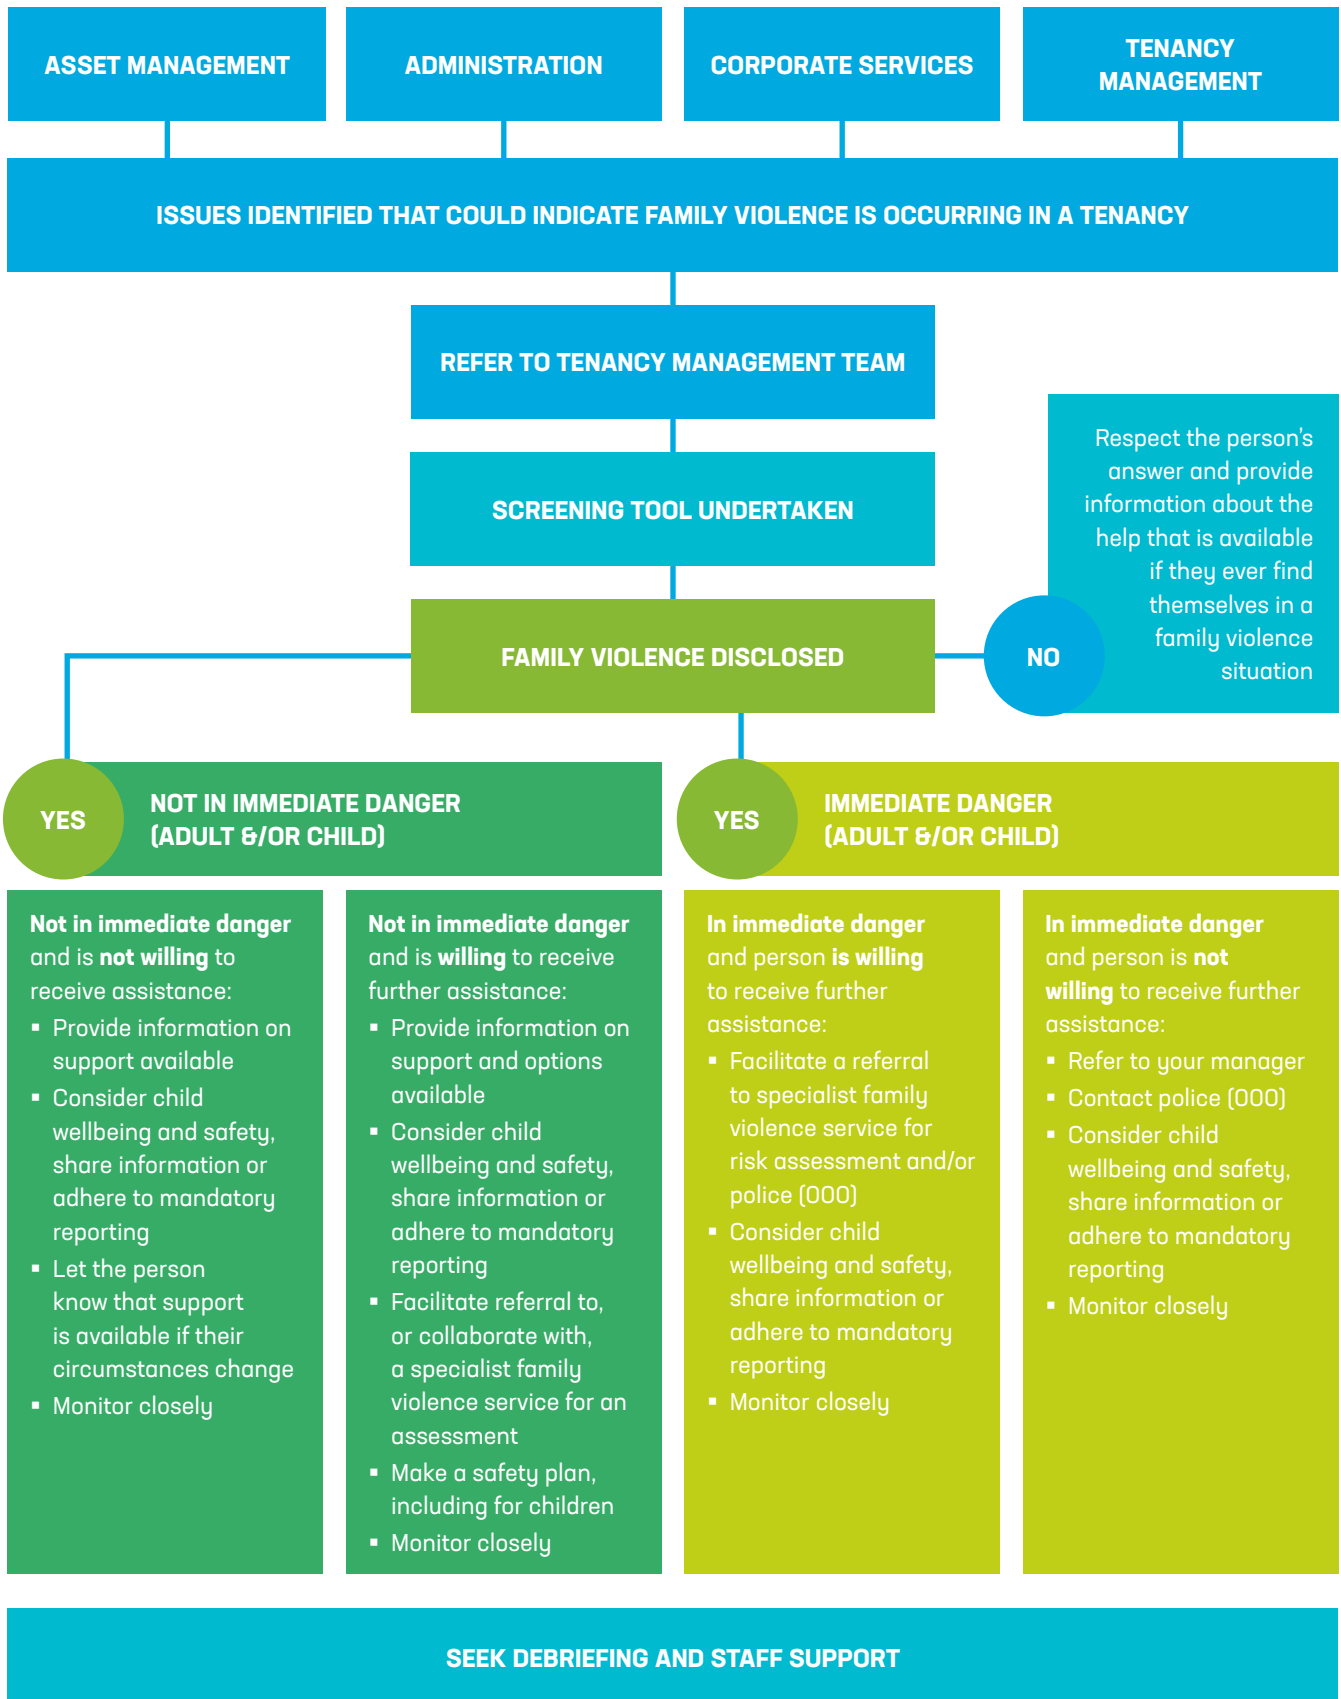 ASSET MANAGEMENT
ADMINISTRATION
CORPORATE SERVICES
TENANCY
MANAGEMENT
ISSUES IDENTIFIED THAT COULD INDICATE FAMILY VIOLENCE IS OCCURRING IN A TENANCY
REFER TO TENANCY MANAGEMENT TEAM
SCREENING TOOL UNDERTAKEN
FAMILY VIOLENCE DISCLOSED
NO
Respect the person's
answer and provide
information about the
help that is available
if they ever find
themselves in a
family violence
situation
YES
NOT IN IMMEDIATE DANGER
(ADULT &/OR CHILD)
YES
IMMEDIATE DANGER
(ADULT &/OR CHILD)
Not in immediate danger
and is not willing to
receive assistance:
▪ Provide information on
support available
▪ Consider child
wellbeing and safety,
share information or
adhere to mandatory
reporting
▪ Let the person
know that support
is available if their
circumstances change
▪ Monitor closely
Not in immediate danger
and is willing to receive
further assistance:
▪ Provide information on
support and options
available
▪ Consider child
wellbeing and safety,
share information or
adhere to mandatory
reporting
▪ Facilitate referral to,
or collaborate with,
a specialist family
violence service for an
assessment
▪ Make a safety plan,
including for children
▪ Monitor closely
In immediate danger
and person is willing
to receive further
assistance:
▪ Facilitate a referral
to specialist family
violence service for
risk assessment and/or
police (000)
▪ Consider child
wellbeing and safety,
share information or
adhere to mandatory
reporting
▪ Monitor closely
In immediate danger
and person is not
willing to receive further
assistance:
▪ Refer to your manager
▪ Contact police (000)
▪ Consider child
wellbeing and safety,
share information or
adhere to mandatory
reporting
▪ Monitor closely
SEEK DEBRIEFING AND STAFF SUPPORT